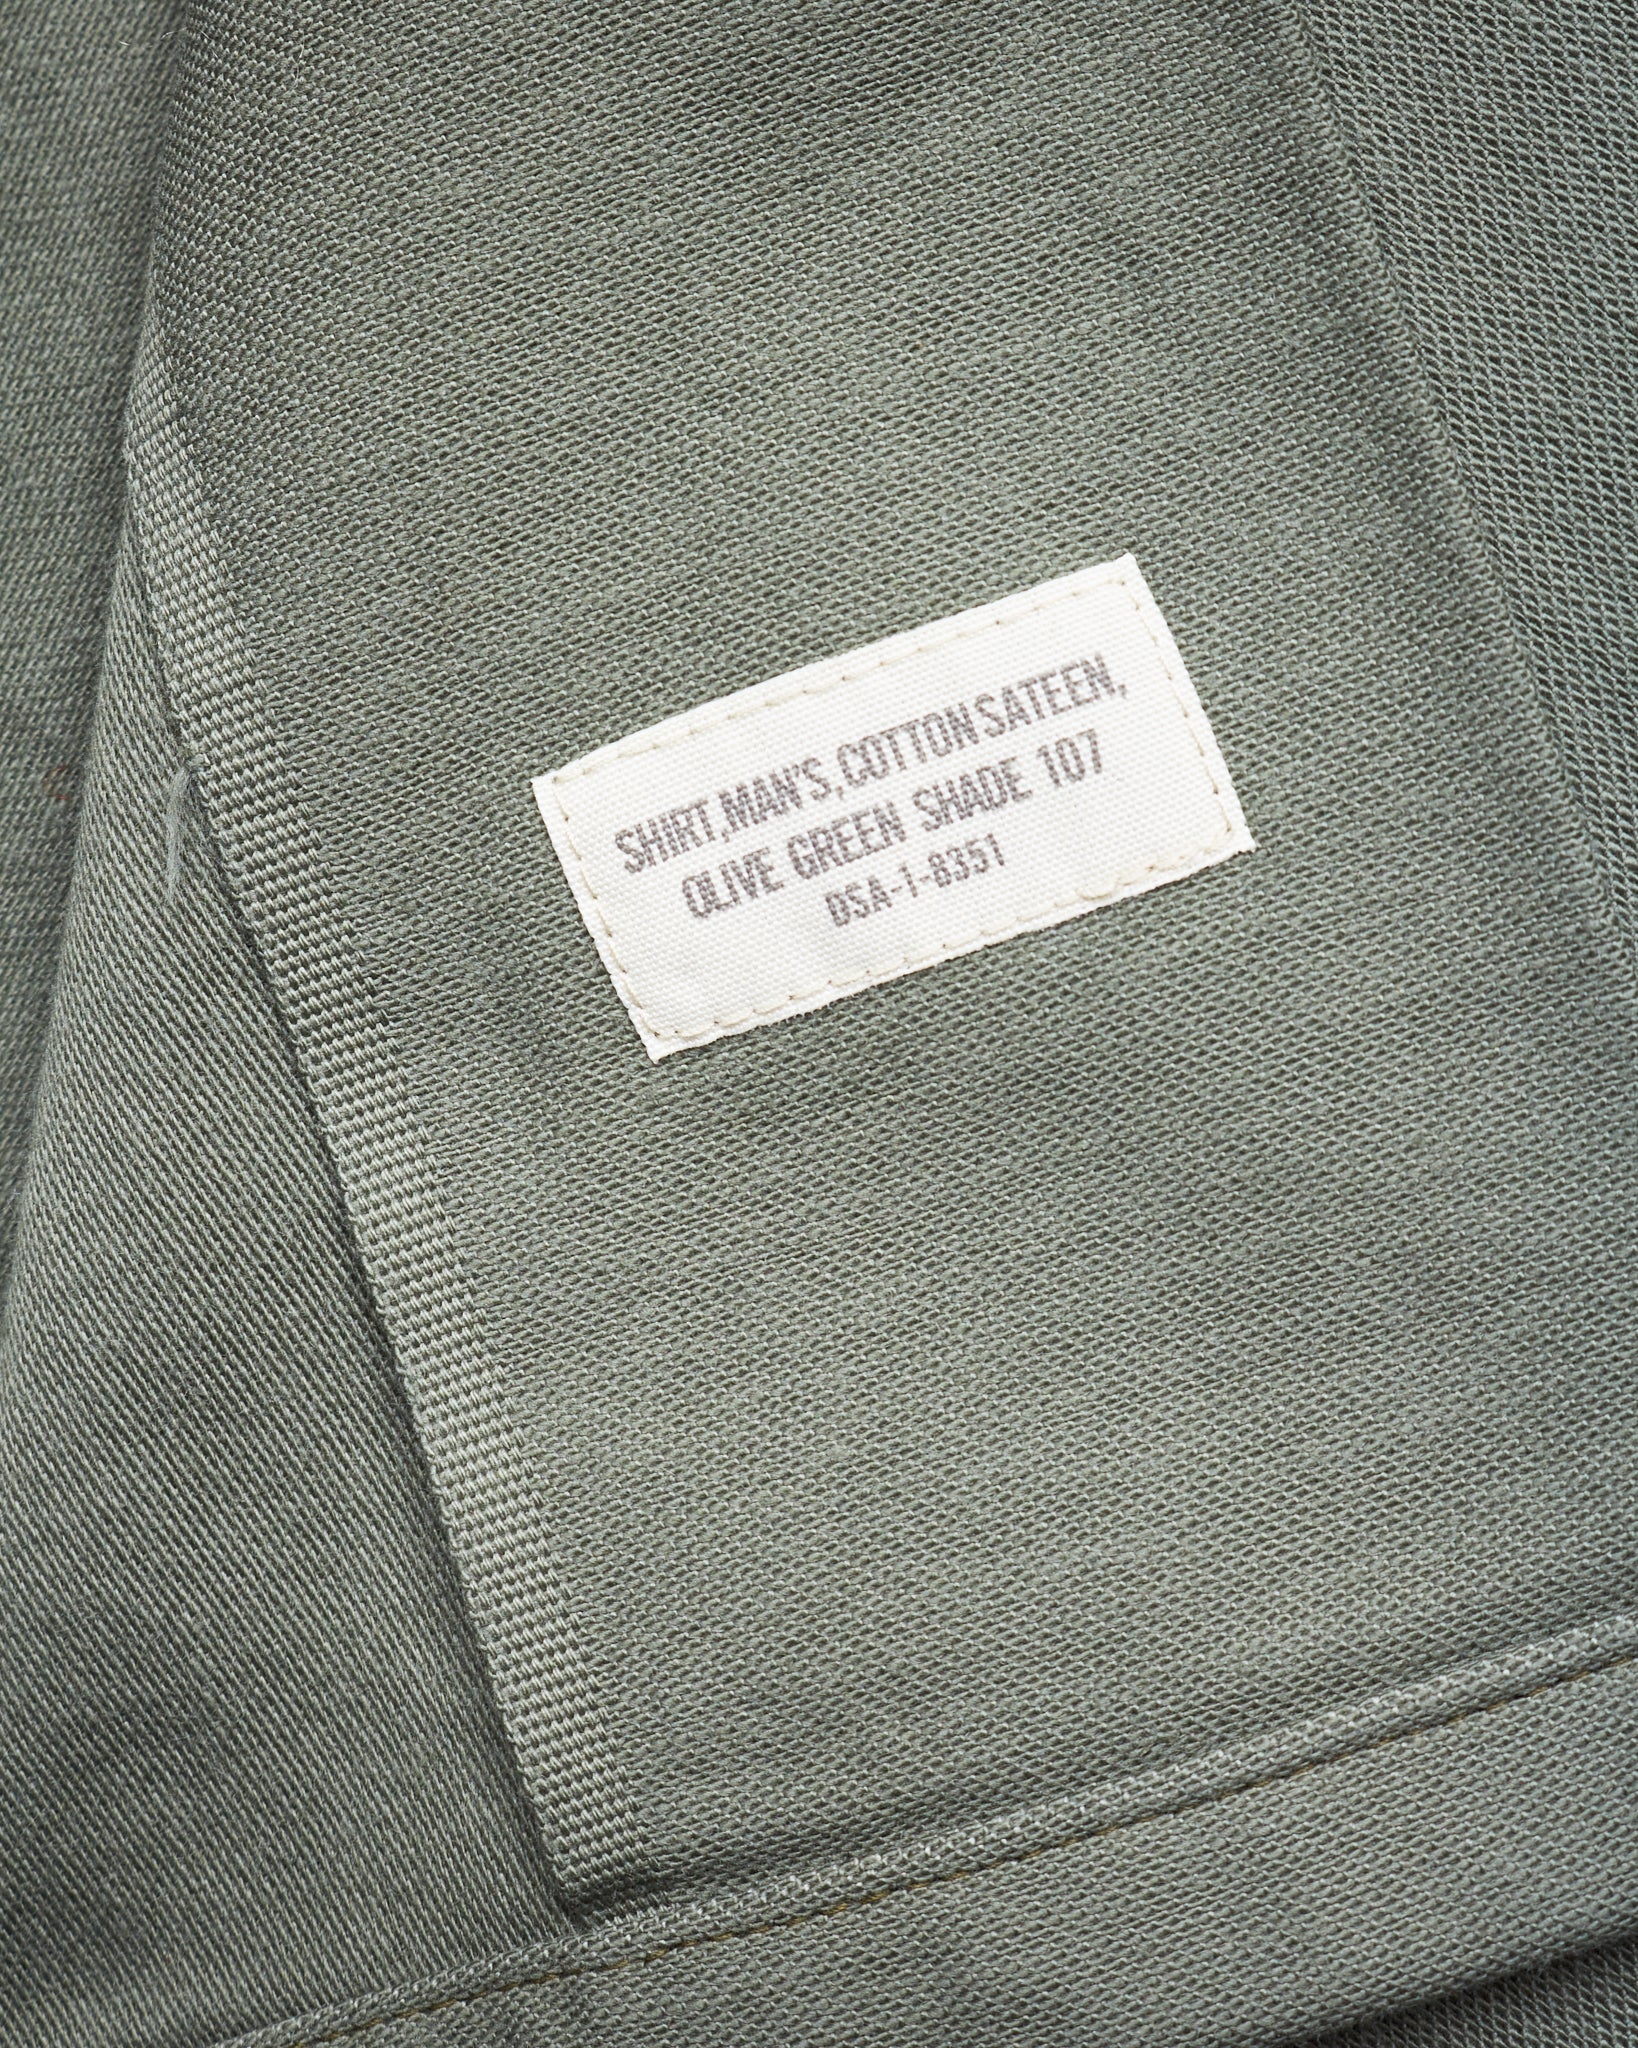 SHIRT, MAN'S, COTTON SATEEN,
OLIVE GREEN SHADE 107
DSA-1-8351